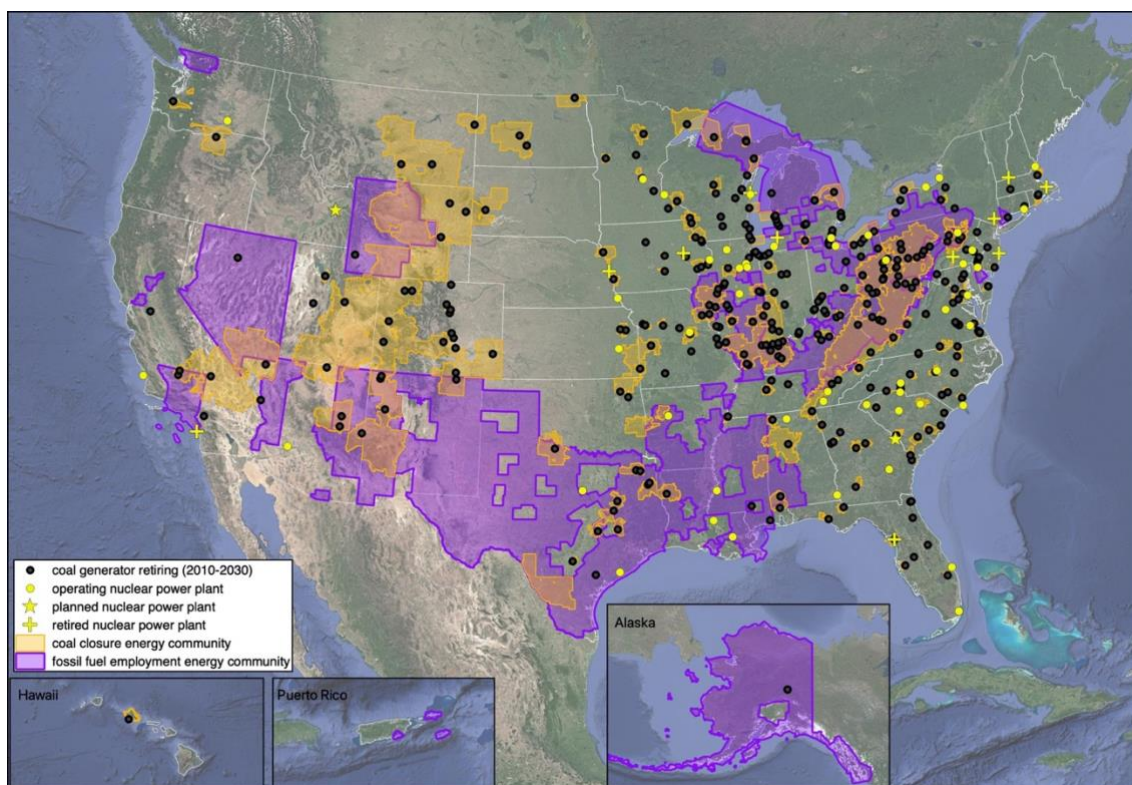 coal generator retiring (2010-2030)
operating nuclear power plant
planned nuclear power plant
retired nuclear power plant
coal closure energy community
fossil fuel employment energy community
Hawaii
Puerto Rico
Alaska